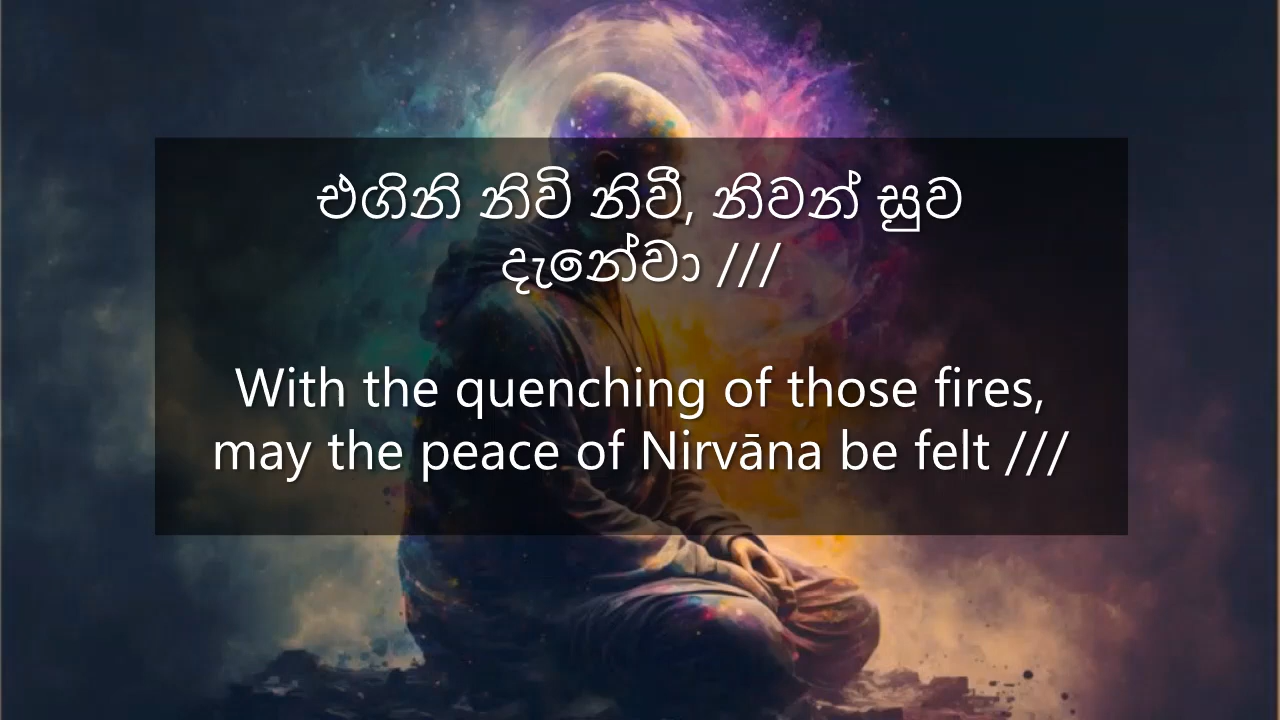 එගිනි නිවි නිවී, නිවන් සුව
දැනේවා ///
With the quenching of those fires,
may the peace of Nirvāna be felt ///